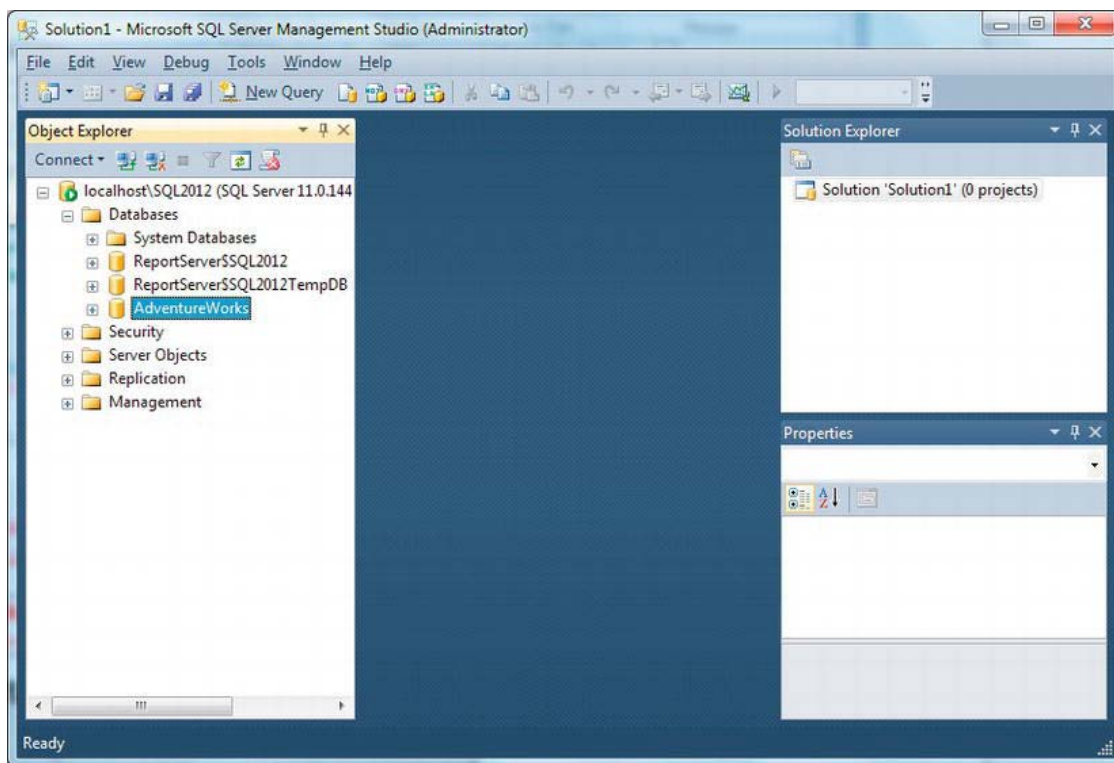 Solution1 - Microsoft SQL Server Management Studio (Administrator)
File Edit View Debug Tools Window Help
New Query
Object Explorer
Connect
localhost\SQL2012 (SQL Server 11.0.144
Databases
System Databases
ReportServer$SQL2012
ReportServer$SQL2012TempDB
AdventureWorks
Security
Server Objects
Replication
Management
Solution Explorer
Solution 'Solution1' (0 projects)
Properties
Ready